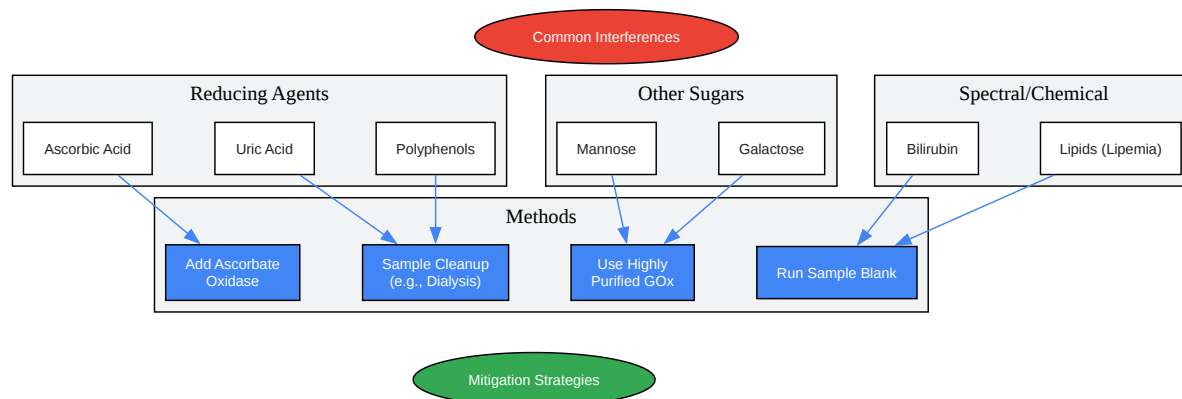 Common Interferences
Reducing Agents
Other Sugars
Spectral/Chemical
Ascorbic Acid
Uric Acid
Polyphenols
Mannose
Galactose
Bilirubin
Lipids (Lipemia)
Methods
Add Ascorbate
Oxidase
Sample Cleanup
(e.g., Dialysis)
Use Highly
Purified GOx
Run Sample Blank
Mitigation Strategies